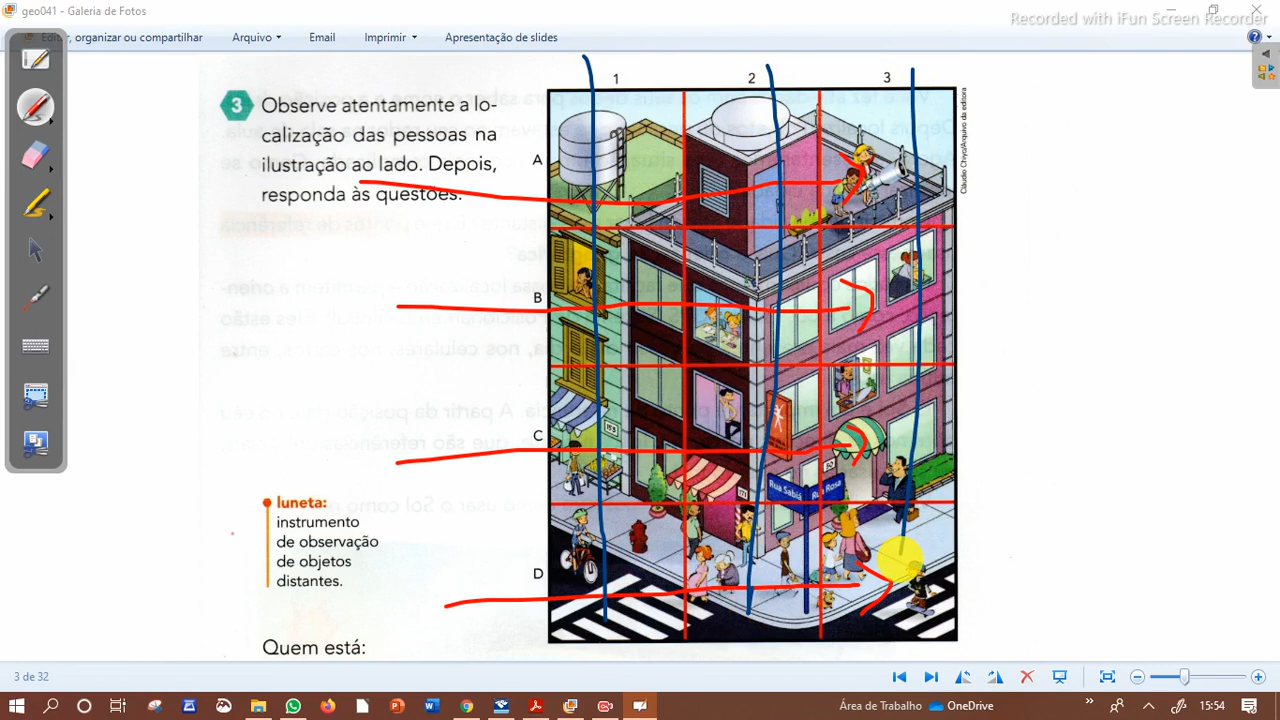 geo041 - Galeria de Fotos
Recorded with iFun Screen Recorder
Editar, organizar ou compartilhar Arquivo Email Imprimir Apresentação de slides
1 2 3
3 Observe atentamente a lo-
calização das pessoas na
ilustração ao lado. Depois,
responda às questões.
A
B
C
D
Cláudio Chiyo/Arquivo da editora
153
Rua Sabiá
Rua Rosa
luneta:
instrumento
de observação
de objetos
distantes.
Quem está:
3 de 32
Área de Trabalho OneDrive
15:54